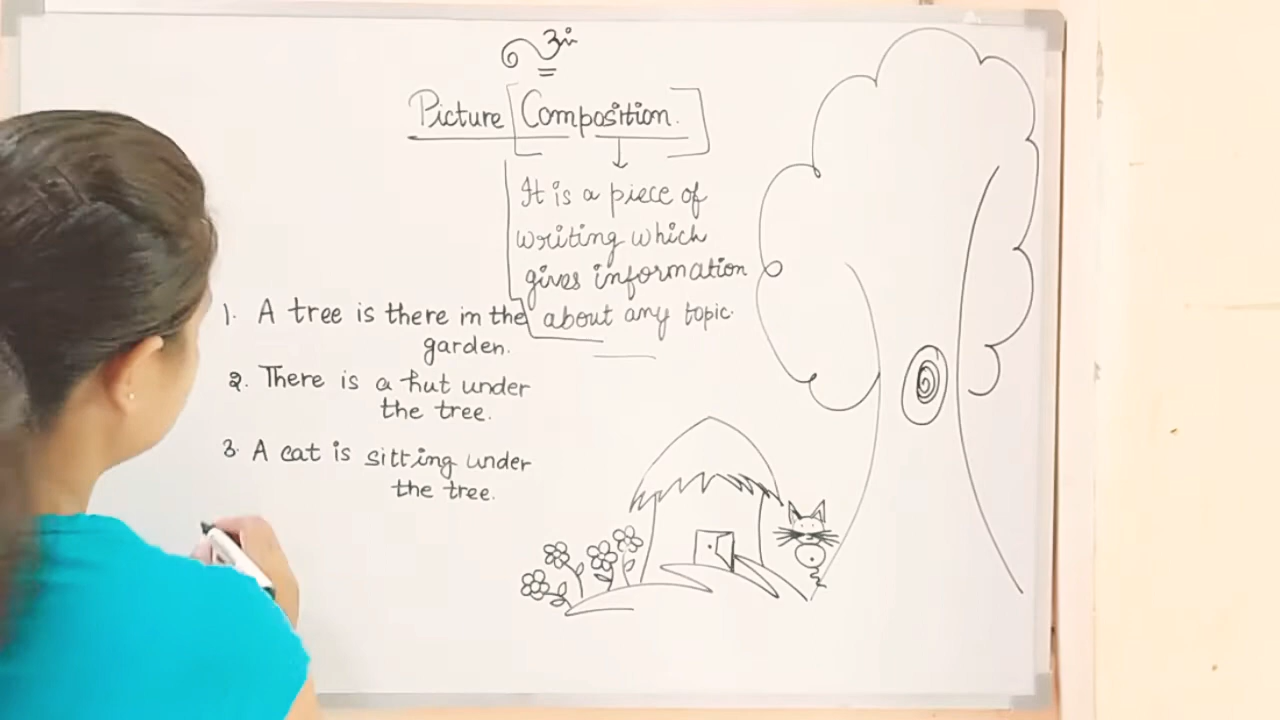 Picture Composition.
It is a piece of
writing which
gives information
about any topic.
1. A tree is there in the
garden.
2. There is a hut under
the tree.
3. A cat is sitting under
the tree.